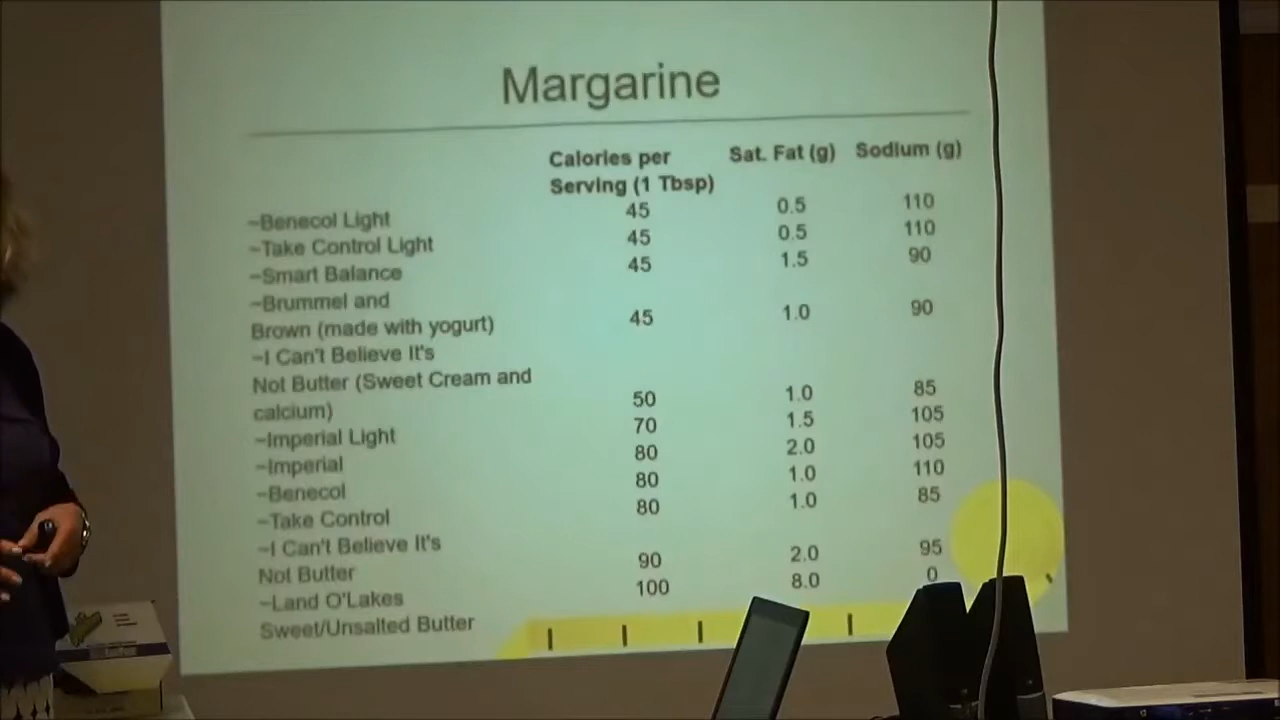 Margarine
Calories per Sat. Fat (g) Sodium (g)
Serving (1 Tbsp)
~Benecol Light 45 0.5 110
~Take Control Light 45 0.5 110
~Smart Balance 45 1.5 90
~Brummel and
Brown (made with yogurt) 45 1.0 90
~I Can't Believe It's
Not Butter (Sweet Cream and
calcium) 50 1.0 85
~Imperial Light 70 1.5 105
~Imperial 80 2.0 105
~Benecol 80 1.0 110
~Take Control 80 1.0 85
~I Can't Believe It's
Not Butter 90 2.0 95
~Land O'Lakes 100 8.0 0
Sweet/Unsalted Butter